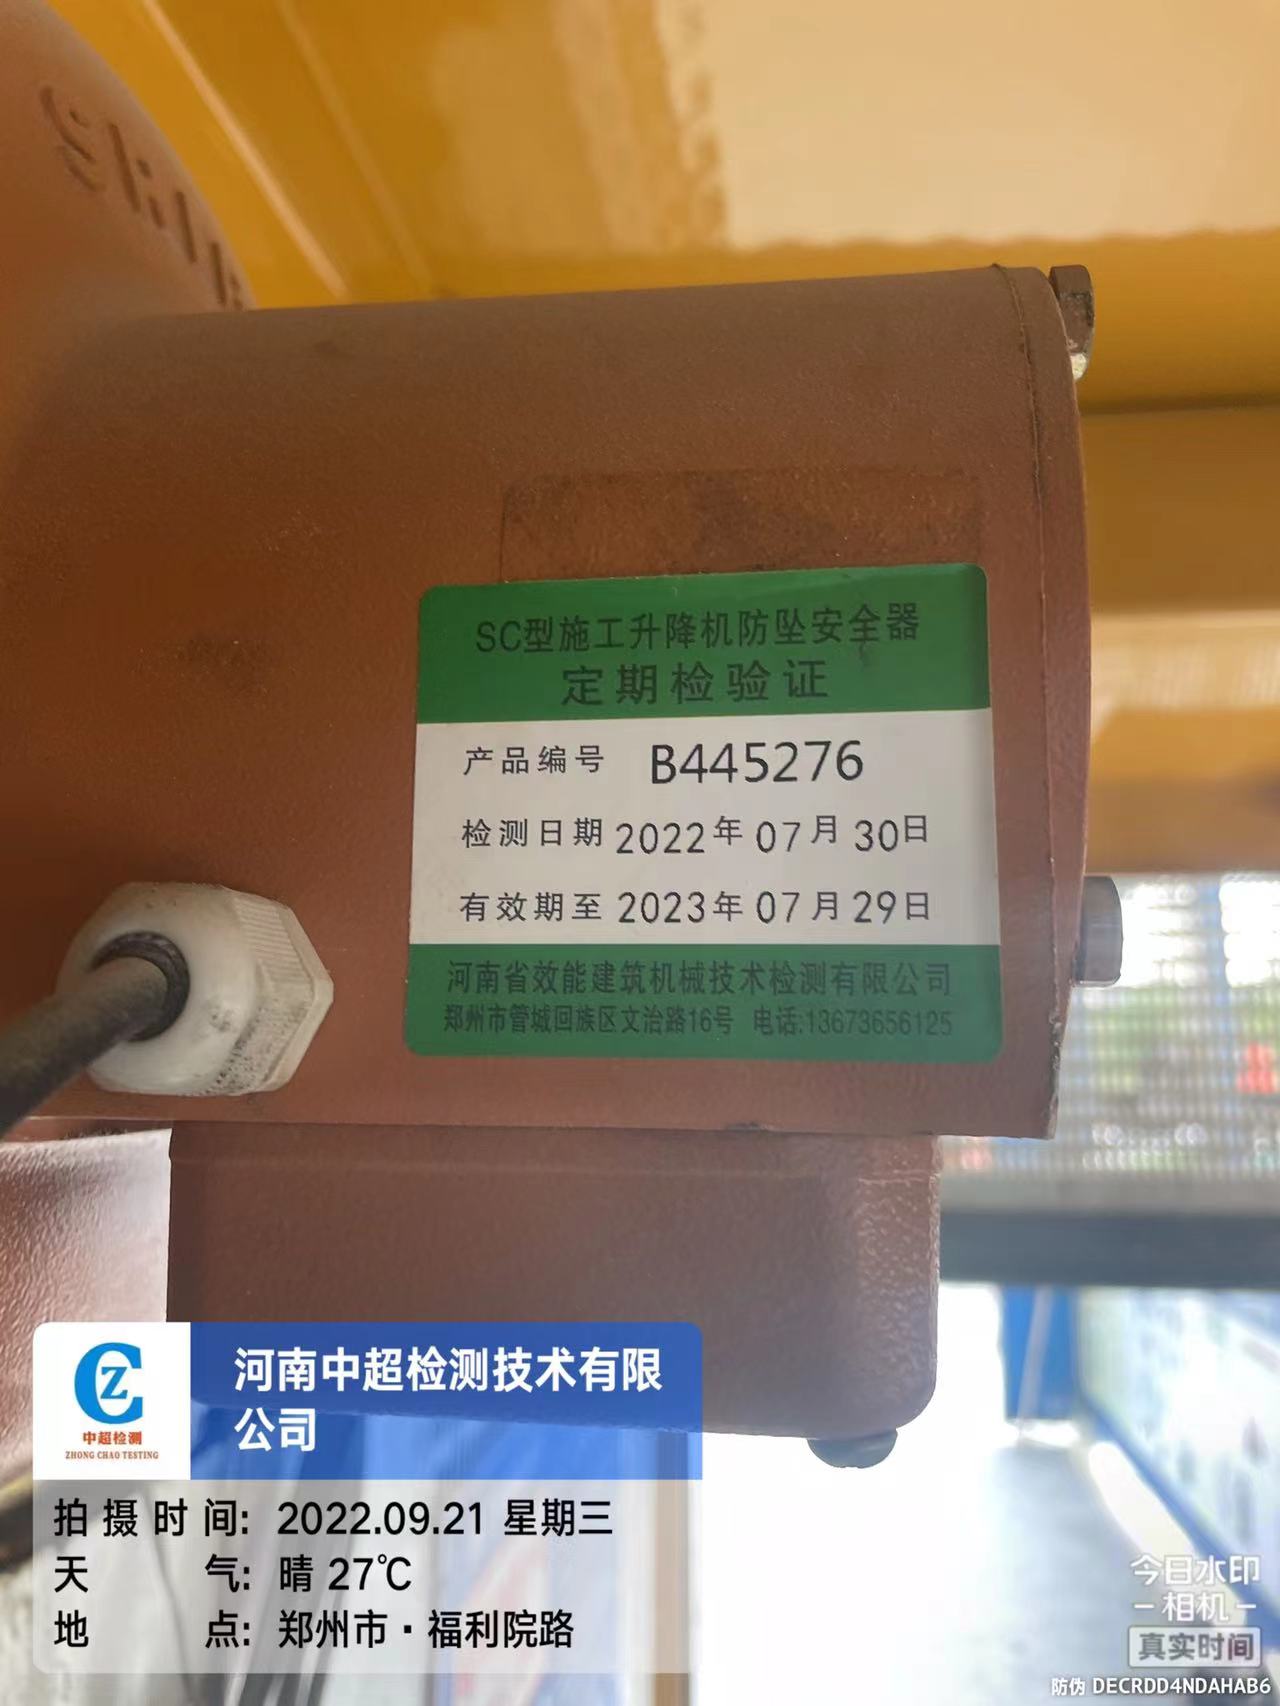 SC型施工升降机防坠安全器
定期检验证
产品编号 B445276
检测日期 2022年07月30日
有效期至 2023年07月29日
河南省效能建筑机械技术检测有限公司
郑州市管城回族区文治路16号 电话:13673656125
CZ
中超检测
ZHONG CHAO TESTING
河南中超检测技术有限
公司
拍摄时间: 2022.09.21 星期三
天气: 晴 27℃
地点: 郑州市·福利院路
今日水印
相机
真实时间
防伪 DECRDD4NDAHAB6